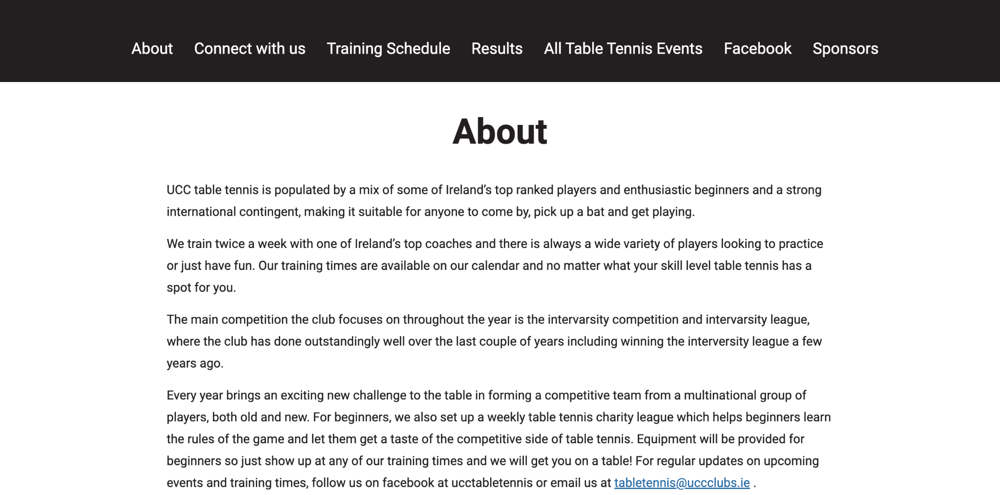 About Connect with us Training Schedule Results All Table Tennis Events Facebook Sponsors
About
UCC table tennis is populated by a mix of some of Ireland’s top ranked players and enthusiastic beginners and a strong
international contingent, making it suitable for anyone to come by, pick up a bat and get playing.
We train twice a week with one of Ireland’s top coaches and there is always a wide variety of players looking to practice
or just have fun. Our training times are available on our calendar and no matter what your skill level table tennis has a
spot for you.
The main competition the club focuses on throughout the year is the intervarsity competition and intervarsity league,
where the club has done outstandingly well over the last couple of years including winning the interversity league a few
years ago.
Every year brings an exciting new challenge to the table in forming a competitive team from a multinational group of
players, both old and new. For beginners, we also set up a weekly table tennis charity league which helps beginners learn
the rules of the game and let them get a taste of the competitive side of table tennis. Equipment will be provided for
beginners so just show up at any of our training times and we will get you on a table! For regular updates on upcoming
events and training times, follow us on facebook at ucctabletennis or email us at tabletennis@uccclubs.ie .